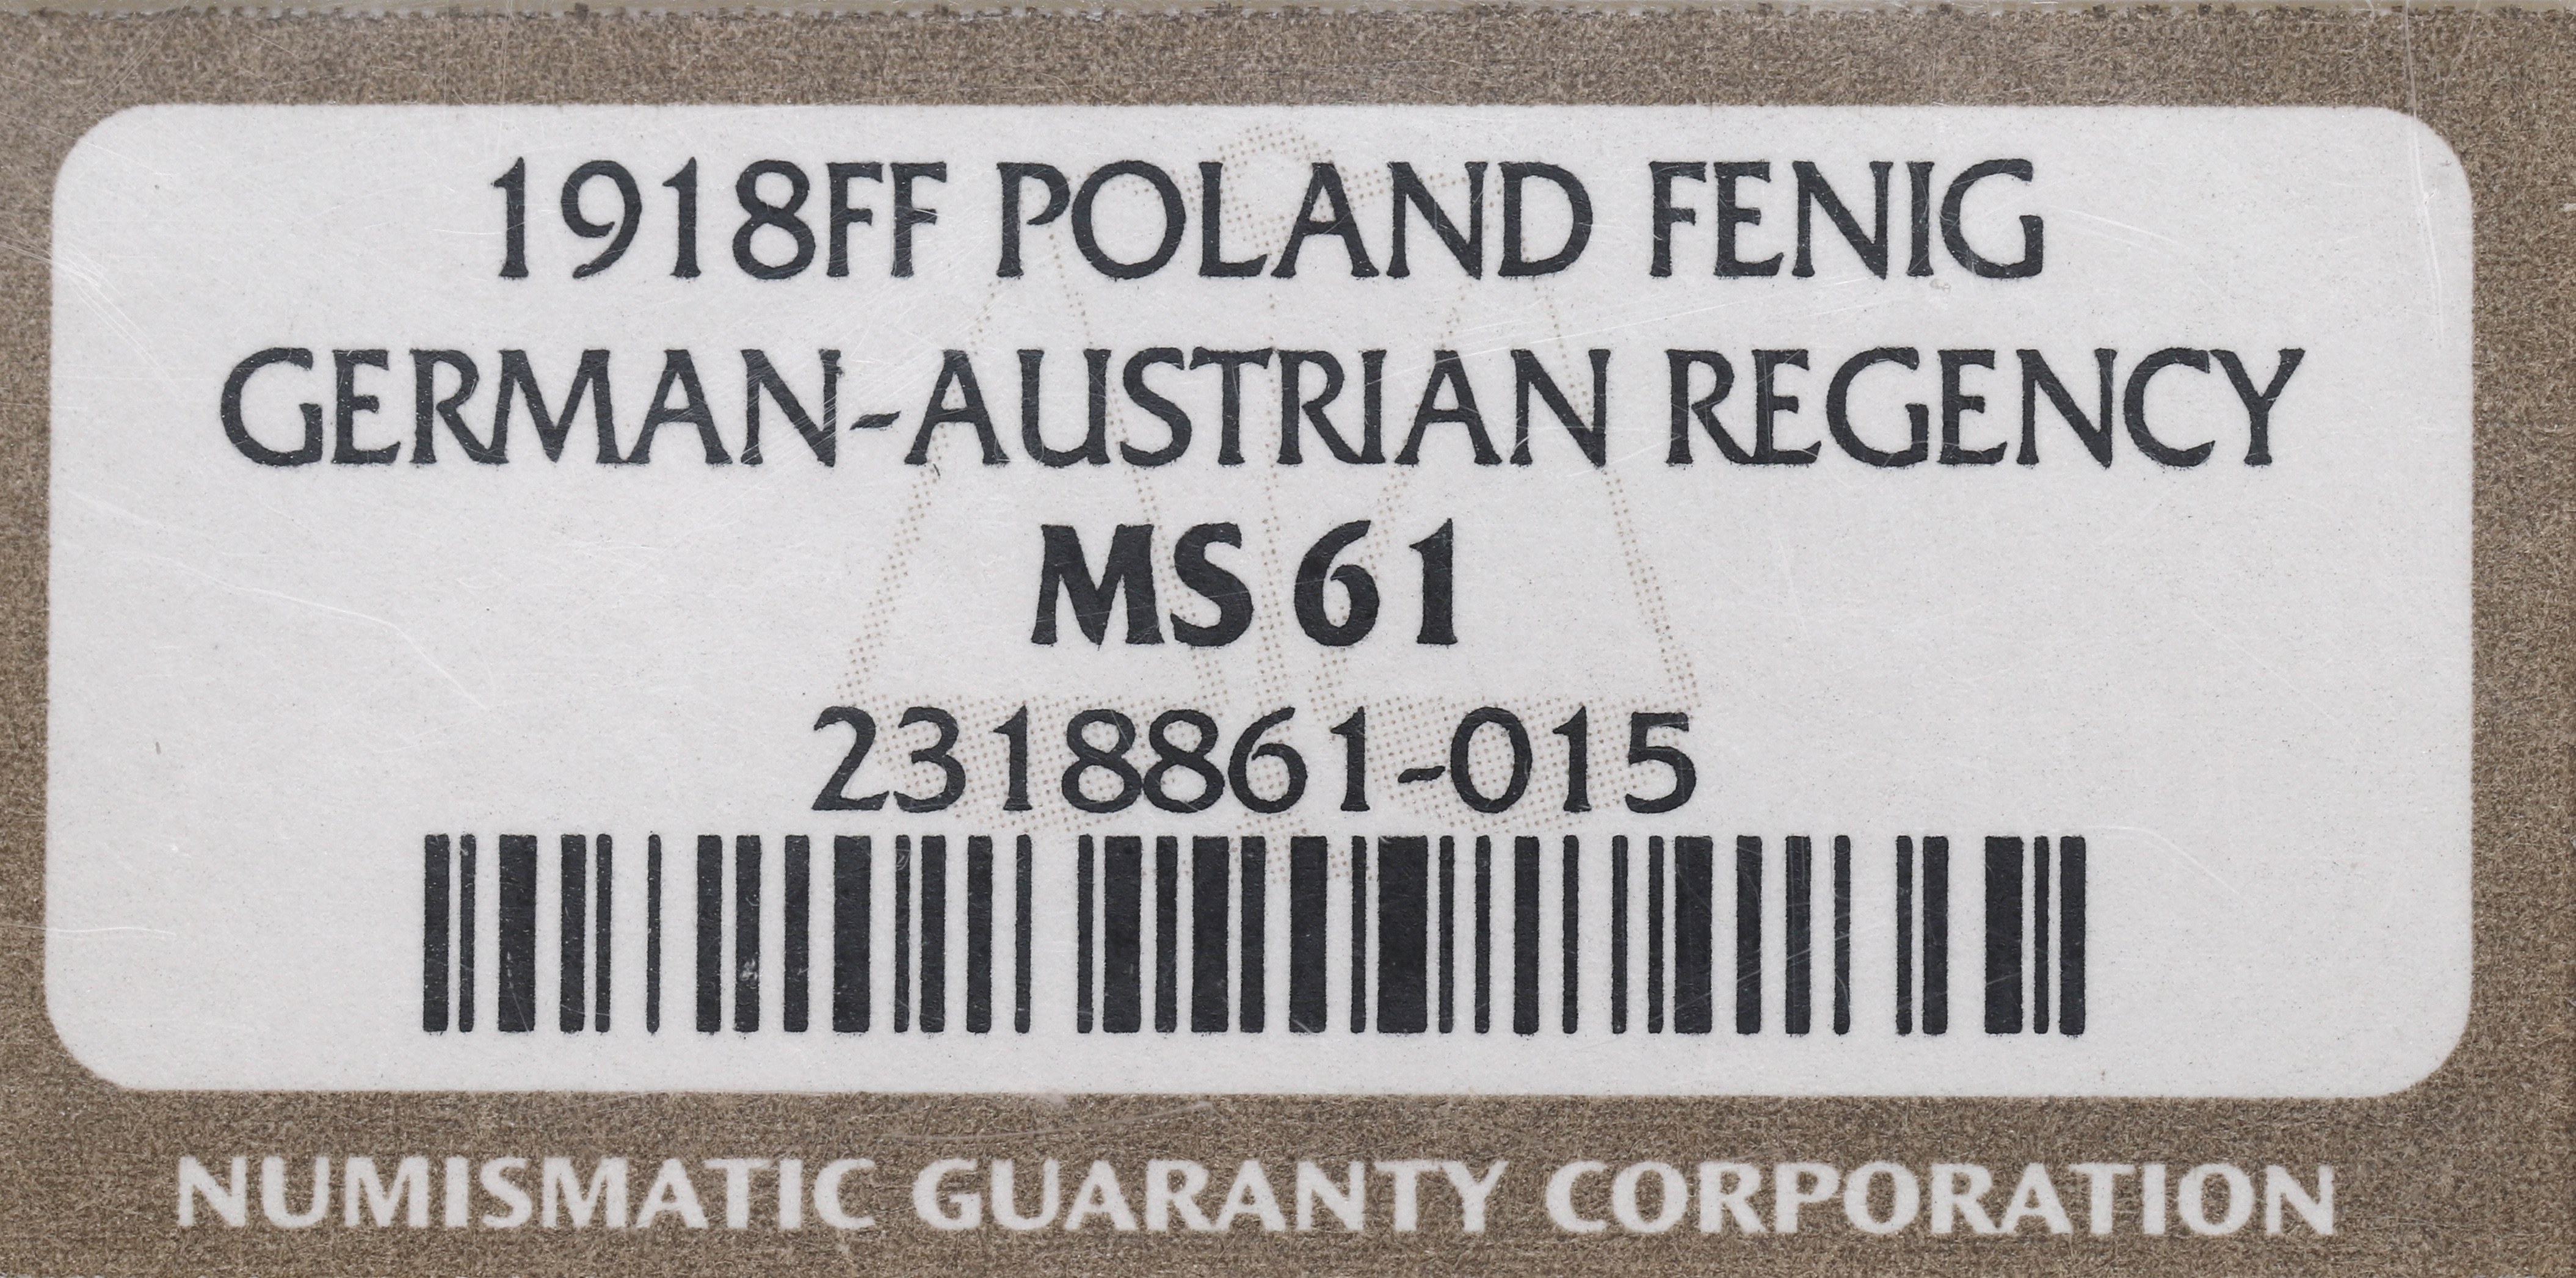 1918FF POLAND FENIG
GERMAN-AUSTRIAN REGENCY
MS 61
2318861-015
NUMISMATIC GUARANTY CORPORATION